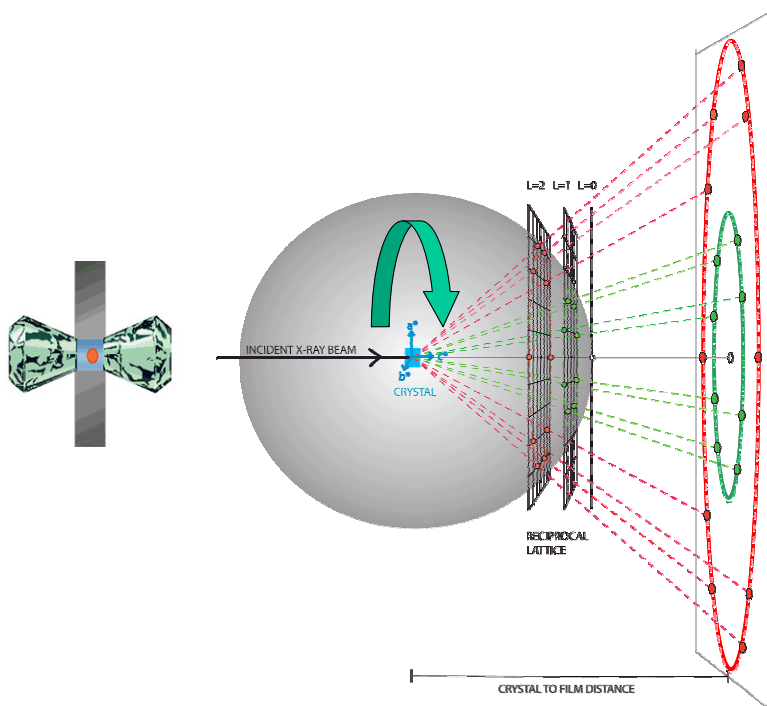 L=2 L=1 L=0
INCIDENT X-RAY BEAM
a*
c*
b*
CRYSTAL
RECIPROCAL
LATTICE
CRYSTAL TO FILM DISTANCE